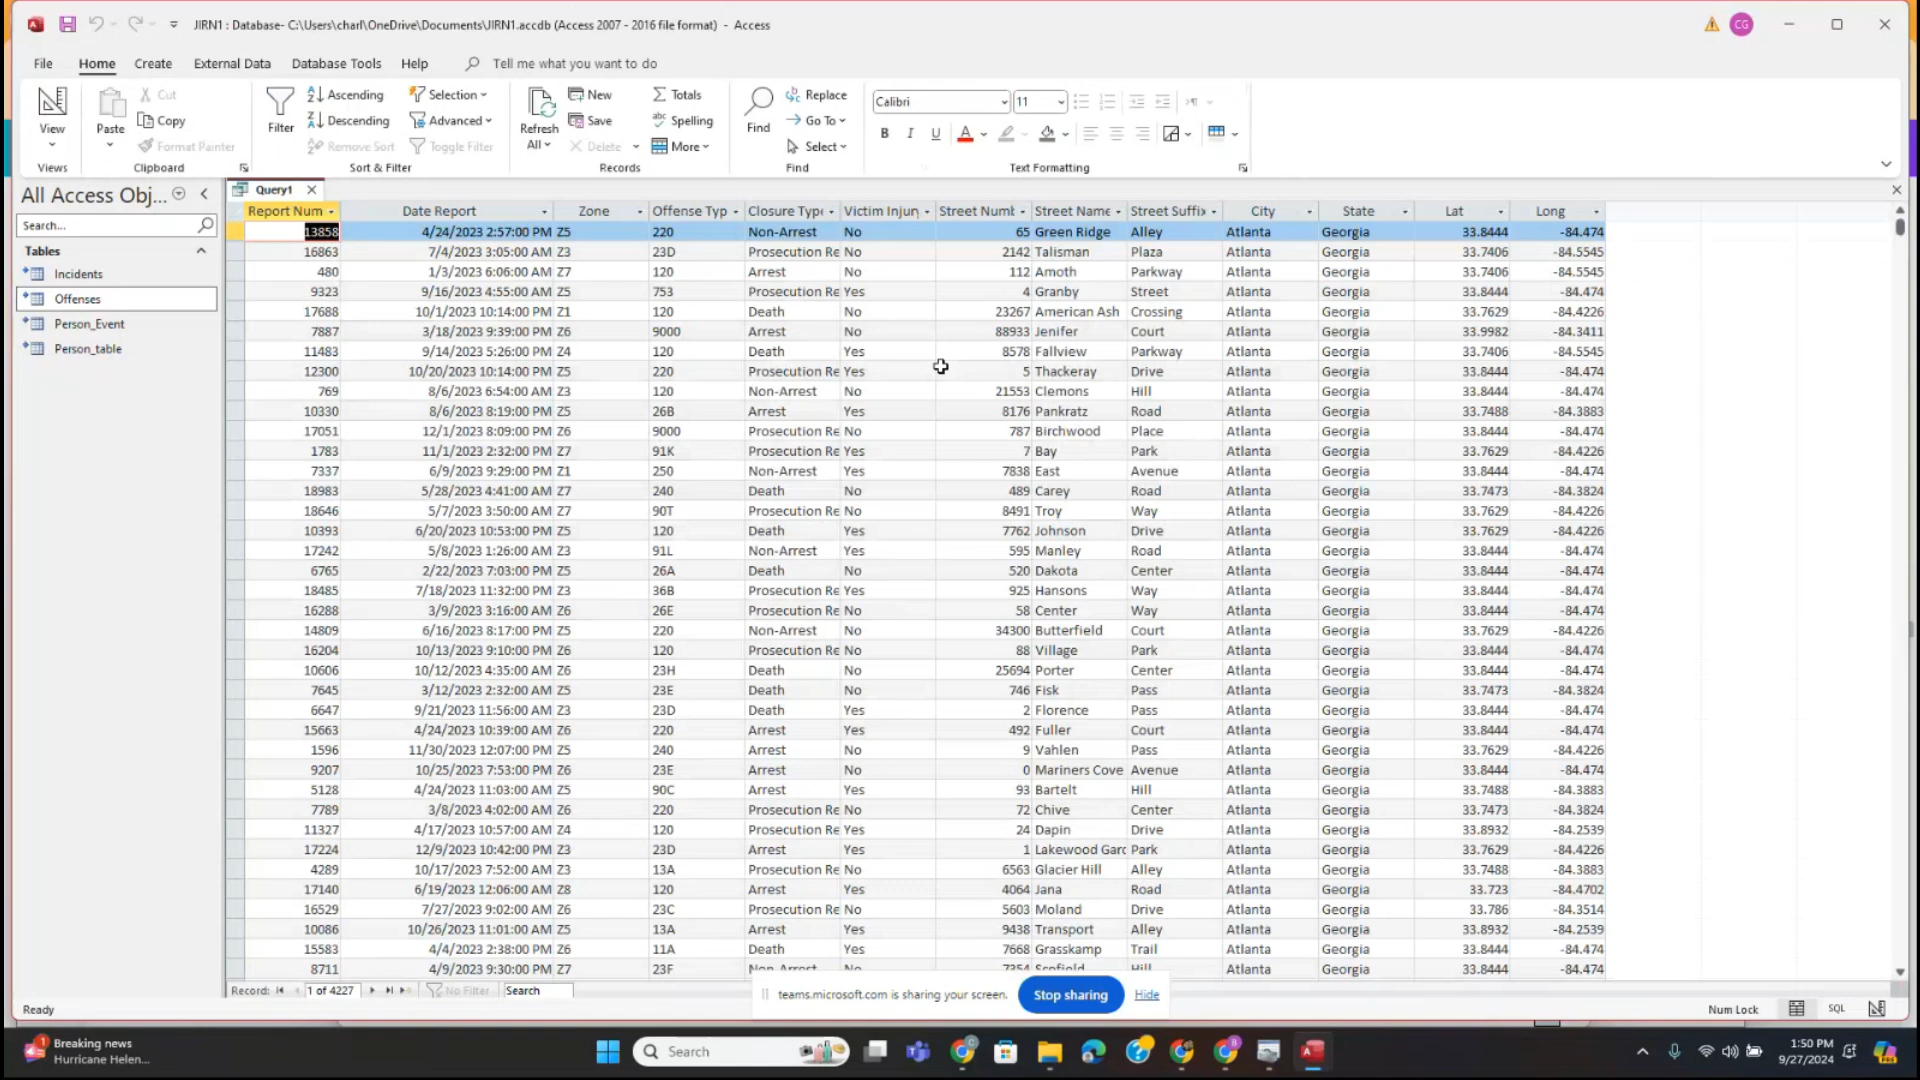 JIRN1 : Database- C:\Users\charl\OneDrive\Documents\JIRN1.accdb (Access 2007 - 2016 file format) - Access CG
File Home Create External Data Database Tools Help Tell me what you want to do
View Paste Cut Copy Format Painter Filter Ascending Descending Remove Sort Selection Advanced Toggle Filter Refresh All New Save Delete Totals Spelling More Find Replace Go To Select Calibri 11 B I U A
Views Clipboard Sort & Filter Records Find Text Formatting
All Access Obj... Query1
Search...
Tables
Incidents
Offenses
Person_Event
Person_table
Report Num Date Report Zone Offense Typ Closure Type Victim Injury Street Numb Street Name Street Suffix City State Lat Long
13858 4/24/2023 2:57:00 PM Z5 220 Non-Arrest No 65 Green Ridge Alley Atlanta Georgia 33.8444 -84.474
16863 7/4/2023 3:05:00 AM Z3 23D Prosecution Re No 2142 Talisman Plaza Atlanta Georgia 33.7406 -84.5545
480 1/3/2023 6:06:00 AM Z7 120 Arrest No 112 Amoth Parkway Atlanta Georgia 33.7406 -84.5545
9323 9/16/2023 4:55:00 AM Z5 753 Prosecution Re Yes 4 Granby Street Atlanta Georgia 33.8444 -84.474
17688 10/1/2023 10:14:00 PM Z1 120 Death No 23267 American Ash Crossing Atlanta Georgia 33.7629 -84.4226
7887 3/18/2023 9:39:00 PM Z6 9000 Arrest No 88933 Jenifer Court Atlanta Georgia 33.9982 -84.3411
11483 9/14/2023 5:26:00 PM Z4 120 Death Yes 8578 Fallview Parkway Atlanta Georgia 33.7406 -84.5545
12300 10/20/2023 10:14:00 PM Z5 220 Prosecution Re Yes 5 Thackeray Drive Atlanta Georgia 33.8444 -84.474
769 8/6/2023 6:54:00 AM Z3 120 Non-Arrest No 21553 Clemons Hill Atlanta Georgia 33.8444 -84.474
10330 8/6/2023 8:19:00 PM Z5 26B Arrest Yes 8176 Pankratz Road Atlanta Georgia 33.7488 -84.3883
17051 12/1/2023 8:09:00 PM Z6 9000 Prosecution Re No 787 Birchwood Place Atlanta Georgia 33.8444 -84.474
1783 11/1/2023 2:32:00 PM Z7 91K Prosecution Re Yes 7 Bay Park Atlanta Georgia 33.7629 -84.4226
7337 6/9/2023 9:29:00 PM Z1 250 Non-Arrest Yes 7838 East Avenue Atlanta Georgia 33.8444 -84.474
18983 5/28/2023 4:41:00 AM Z7 240 Death No 489 Carey Road Atlanta Georgia 33.7473 -84.3824
18646 5/7/2023 3:50:00 AM Z7 90T Prosecution Re No 8491 Troy Way Atlanta Georgia 33.7629 -84.4226
10393 6/20/2023 10:53:00 PM Z5 120 Death Yes 7762 Johnson Drive Atlanta Georgia 33.7629 -84.4226
17242 5/8/2023 1:26:00 AM Z3 91L Non-Arrest Yes 595 Manley Road Atlanta Georgia 33.8444 -84.474
6765 2/22/2023 7:03:00 PM Z5 26A Death No 520 Dakota Center Atlanta Georgia 33.8444 -84.474
18485 7/18/2023 11:32:00 PM Z3 36B Prosecution Re Yes 925 Hansons Way Atlanta Georgia 33.8444 -84.474
16288 3/9/2023 3:16:00 AM Z6 26E Prosecution Re No 58 Center Way Atlanta Georgia 33.8444 -84.474
14809 6/16/2023 8:17:00 PM Z5 220 Non-Arrest No 34300 Butterfield Court Atlanta Georgia 33.7629 -84.4226
16204 10/13/2023 9:10:00 PM Z6 120 Prosecution Re No 88 Village Park Atlanta Georgia 33.8444 -84.474
10606 10/12/2023 4:35:00 AM Z6 23H Death No 25694 Porter Center Atlanta Georgia 33.8444 -84.474
7645 3/12/2023 2:32:00 AM Z5 23E Death No 746 Fisk Pass Atlanta Georgia 33.7473 -84.3824
6647 9/21/2023 11:56:00 AM Z3 23D Death Yes 2 Florence Pass Atlanta Georgia 33.8444 -84.474
15663 4/24/2023 10:39:00 AM Z6 220 Arrest Yes 492 Fuller Court Atlanta Georgia 33.8444 -84.474
1596 11/30/2023 12:07:00 PM Z5 240 Arrest No 9 Vahlen Pass Atlanta Georgia 33.7629 -84.4226
9207 10/25/2023 7:53:00 PM Z6 23E Arrest No 0 Mariners Cove Avenue Atlanta Georgia 33.8444 -84.474
5128 4/24/2023 11:03:00 AM Z5 90C Arrest Yes 93 Bartelt Hill Atlanta Georgia 33.7488 -84.3883
7789 3/8/2023 4:02:00 AM Z6 220 Prosecution Re No 72 Chive Center Atlanta Georgia 33.7473 -84.3824
11327 4/17/2023 10:57:00 AM Z4 120 Prosecution Re Yes 24 Dapin Drive Atlanta Georgia 33.8932 -84.2539
17224 12/9/2023 10:42:00 PM Z3 23D Arrest Yes 1 Lakewood Gard Park Atlanta Georgia 33.7629 -84.4226
4289 10/17/2023 7:52:00 AM Z3 13A Prosecution Re No 6563 Glacier Hill Alley Atlanta Georgia 33.7488 -84.3883
17140 6/19/2023 12:06:00 AM Z8 120 Arrest Yes 4064 Jana Road Atlanta Georgia 33.723 -84.4702
16529 7/27/2023 9:02:00 AM Z6 23C Prosecution Re No 5603 Moland Drive Atlanta Georgia 33.786 -84.3514
10086 10/26/2023 11:01:00 AM Z5 13A Arrest Yes 9438 Transport Alley Atlanta Georgia 33.8932 -84.2539
15583 4/4/2023 2:38:00 PM Z6 11A Death Yes 7668 Grasskamp Trail Atlanta Georgia 33.8444 -84.474
8711 4/9/2023 9:30:00 PM Z7 23F Non-Arrest No 7354 Scofield Hill Atlanta Georgia 33.8444 -84.474
Record: 1 of 4227 No Filter Search
teams.microsoft.com is sharing your screen. Stop sharing Hide
Ready Num Lock SQL
Breaking news
Hurricane Helen...
Search
1:50 PM
9/27/2024